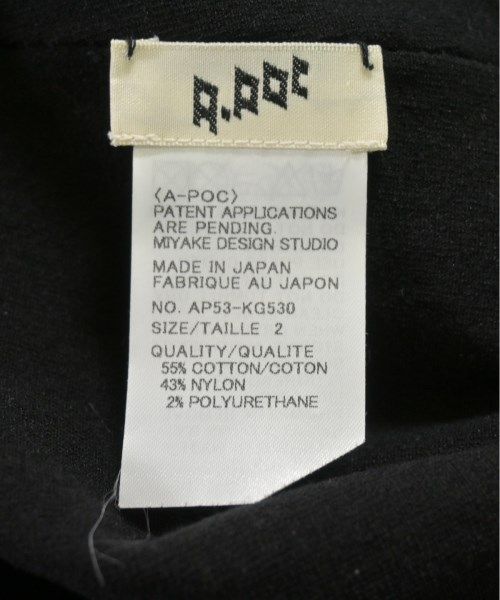 A.POC
〈A-POC〉
PATENT APPLICATIONS
ARE PENDING.
MIYAKE DESIGN STUDIO
MADE IN JAPAN
FABRIQUE AU JAPON
NO. AP53-KG530
SIZE/TAILLE 2
QUALITY/QUALITE
55% COTTON/COTON
43% NYLON
2% POLYURETHANE